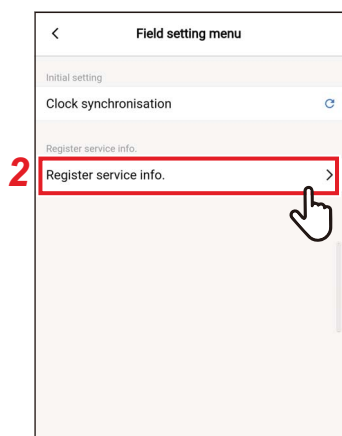 Field setting menu
Initial setting
Clock synchronisation
Register service info.
2
Register service info.